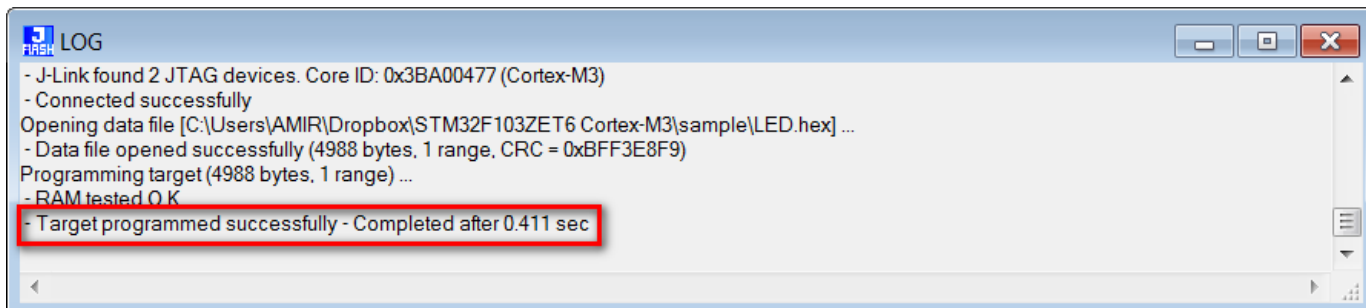 J
FLASH
LOG
- J-Link found 2 JTAG devices. Core ID: 0x3BA00477 (Cortex-M3)
- Connected successfully
Opening data file [C:\Users\AMIR\Dropbox\STM32F103ZET6 Cortex-M3\sample\LED.hex] ...
- Data file opened successfully (4988 bytes, 1 range, CRC = 0xBFF3E8F9)
Programming target (4988 bytes, 1 range) ...
- RAM tested O.K.
- Target programmed successfully - Completed after 0.411 sec